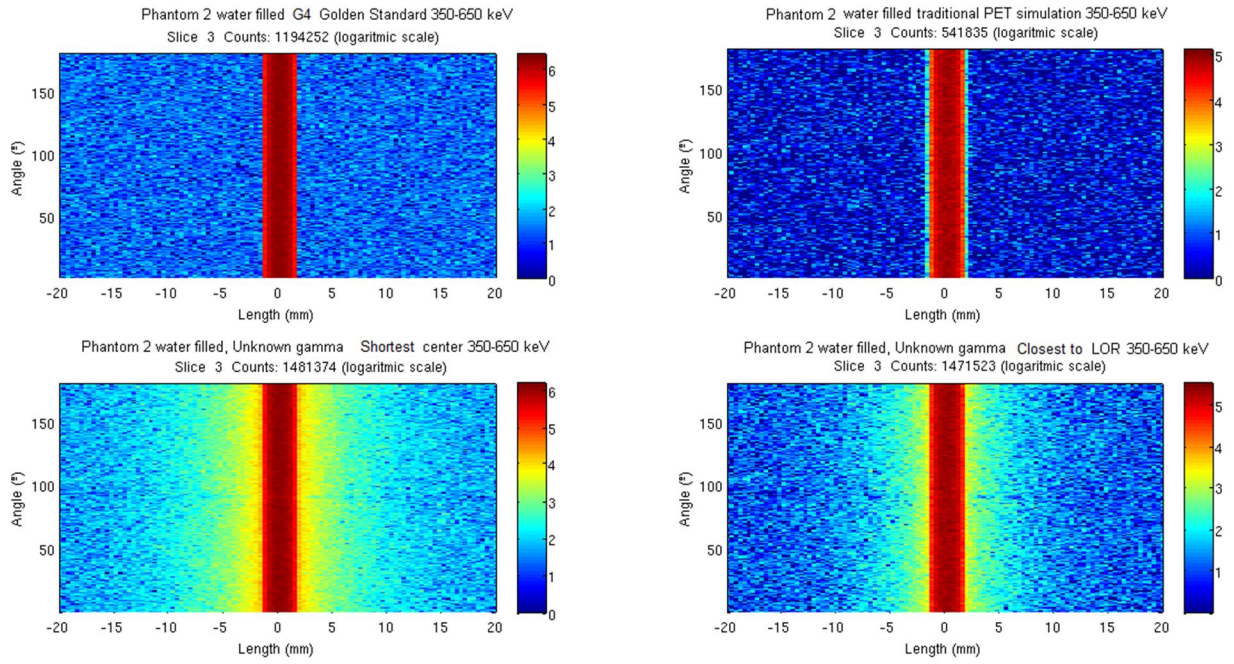 Phantom 2 water filled G4 Golden Standard 350-650 keV
Slice 3 Counts: 1194252 (logaritmic scale)
150
100
50
Angle (º)
-20 -15 -10 -5 0 5 10 15 20
Length (mm)
6
5
4
3
2
1
0
Phantom 2 water filled traditional PET simulation 350-650 keV
Slice 3 Counts: 541835 (logaritmic scale)
150
100
50
Angle (º)
-20 -15 -10 -5 0 5 10 15 20
Length (mm)
5
4
3
2
1
0
Phantom 2 water filled, Unknown gamma Shortest center 350-650 keV
Slice 3 Counts: 1481374 (logaritmic scale)
150
100
50
Angle (º)
-20 -15 -10 -5 0 5 10 15 20
Length (mm)
6
5
4
3
2
1
0
Phantom 2 water filled, Unknown gamma Closest to LOR 350-650 keV
Slice 3 Counts: 1471523 (logaritmic scale)
150
100
50
Angle (º)
-20 -15 -10 -5 0 5 10 15 20
Length (mm)
5
4
3
2
1